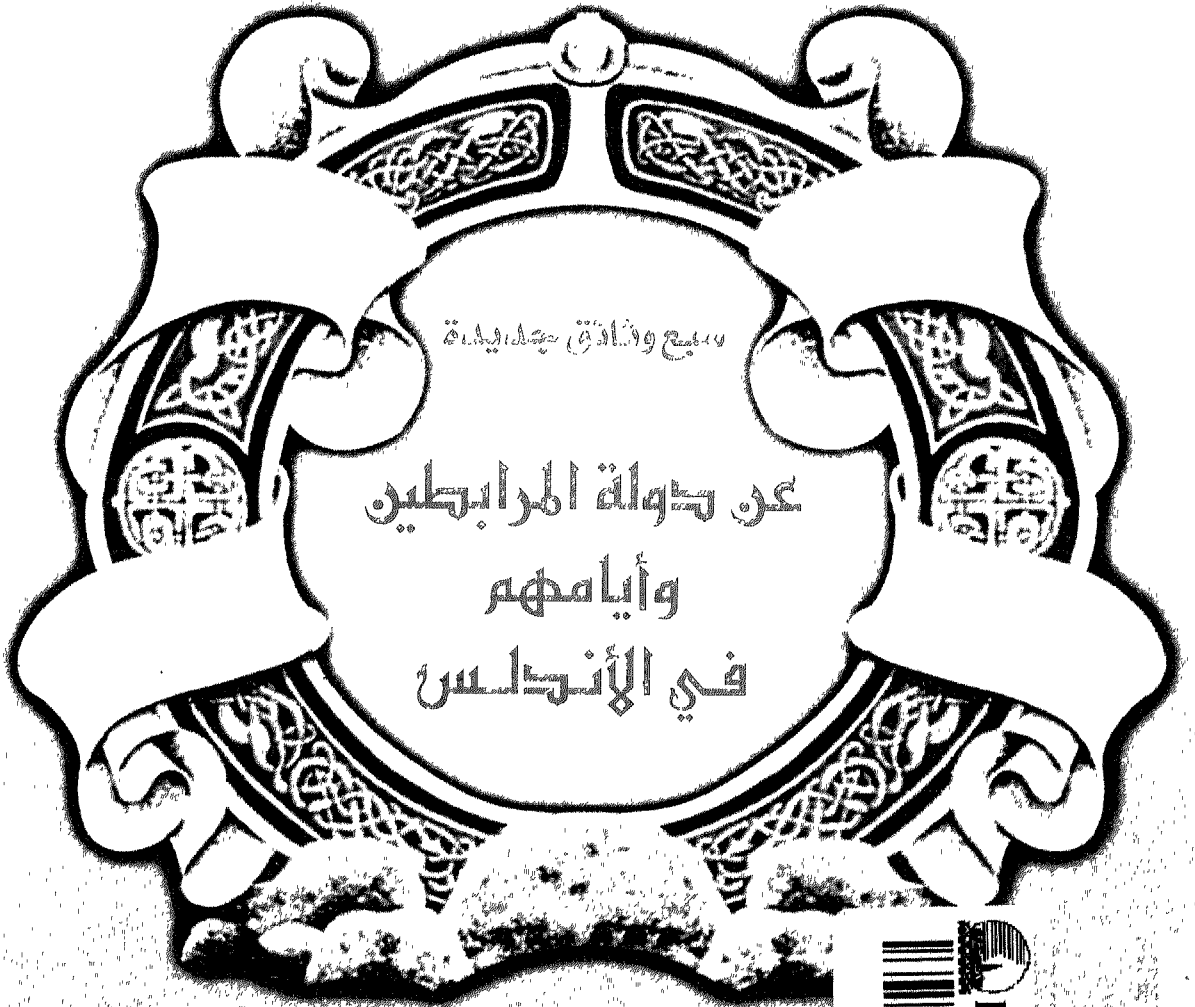 سبع وثائق جديدة
عن دولة المرابطين
وأيامهم
في الأندلس